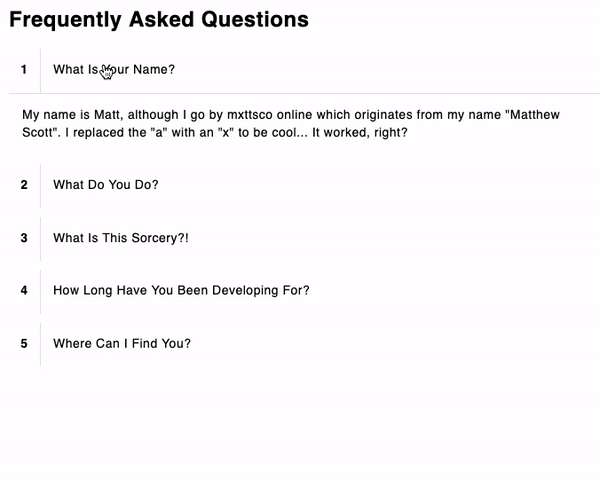 Frequently Asked Questions
1 What Is Your Name?
My name is Matt, although I go by mxttsco online which originates from my name "Matthew
Scott". I replaced the "a" with an "x" to be cool... It worked, right?
2 What Do You Do?
3 What Is This Sorcery?!
4 How Long Have You Been Developing For?
5 Where Can I Find You?